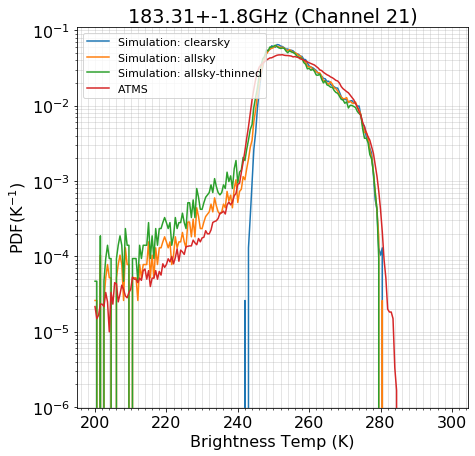 183.31+-1.8GHz (Channel 21)
Simulation: clearsky
Simulation: allsky
Simulation: allsky-thinned
ATMS
PDF(K⁻¹)
10⁻¹
10⁻²
10⁻³
10⁻⁴
10⁻⁵
10⁻⁶
200 220 240 260 280 300
Brightness Temp (K)